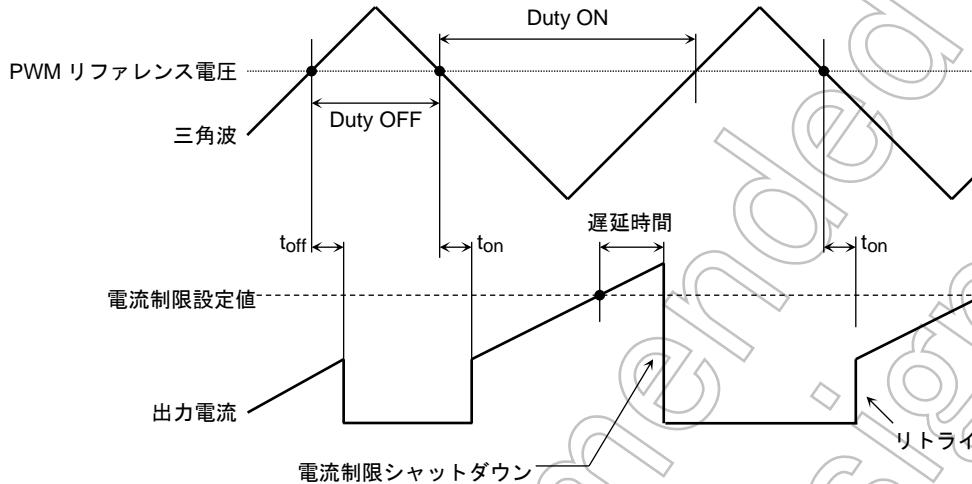 Duty ON
PWM リファレンス電圧
Duty OFF
三角波
toff
ton
遅延時間
ton
電流制限設定値
出力電流
リトライ
電流制限シャットダウン
mended
sign